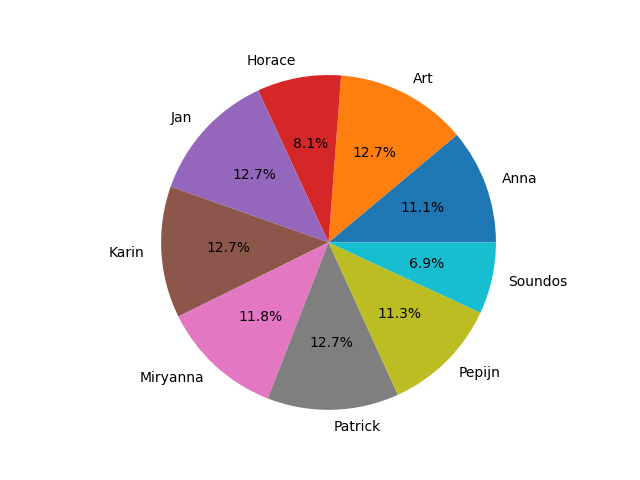 Horace
Art
Jan
8.1%
12.7%
12.7%
Anna
11.1%
Karin
12.7%
6.9%
Soundos
11.8%
11.3%
12.7%
Miryanna
Pepijn
Patrick